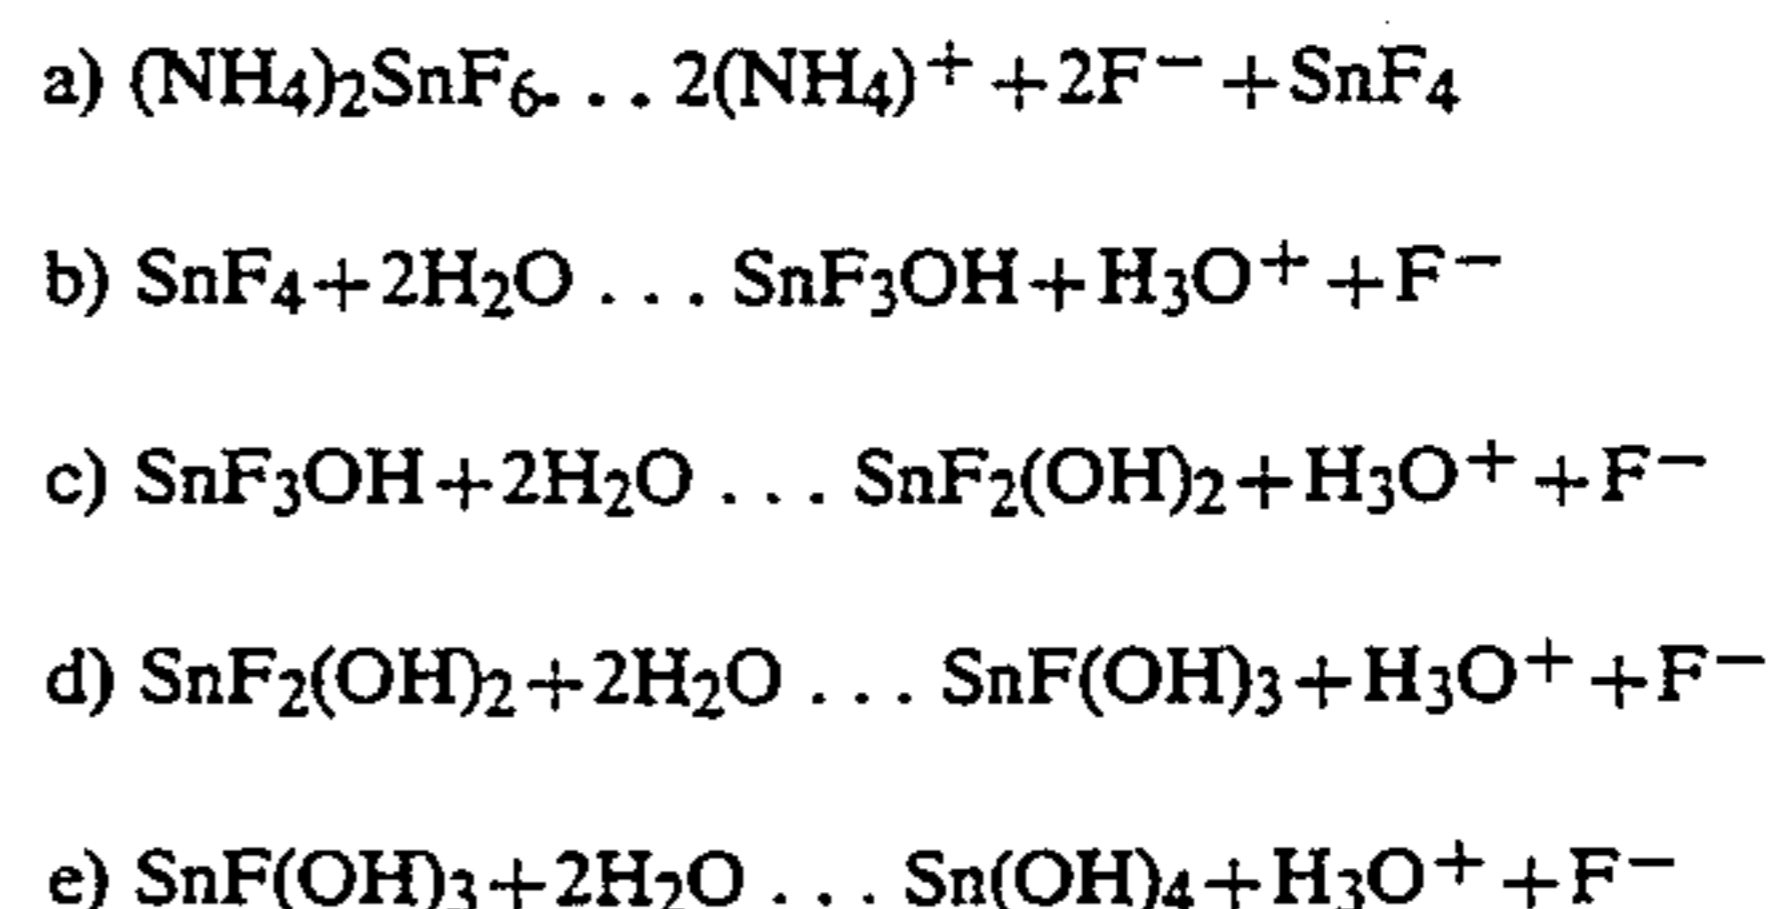 a) (NH₄)₂SnF₆. . . 2(NH₄)⁺+2F⁻+SnF₄
b) SnF₄+2H₂O . . . SnF₃OH+H₃O⁺+F⁻
c) SnF₃OH+2H₂O . . . SnF₂(OH)₂+H₃O⁺+F⁻
d) SnF₂(OH)₂+2H₂O . . . SnF(OH)₃+H₃O⁺+F⁻
e) SnF(OH)₃+2H₂O . . . Sn(OH)₄+H₃O⁺+F⁻